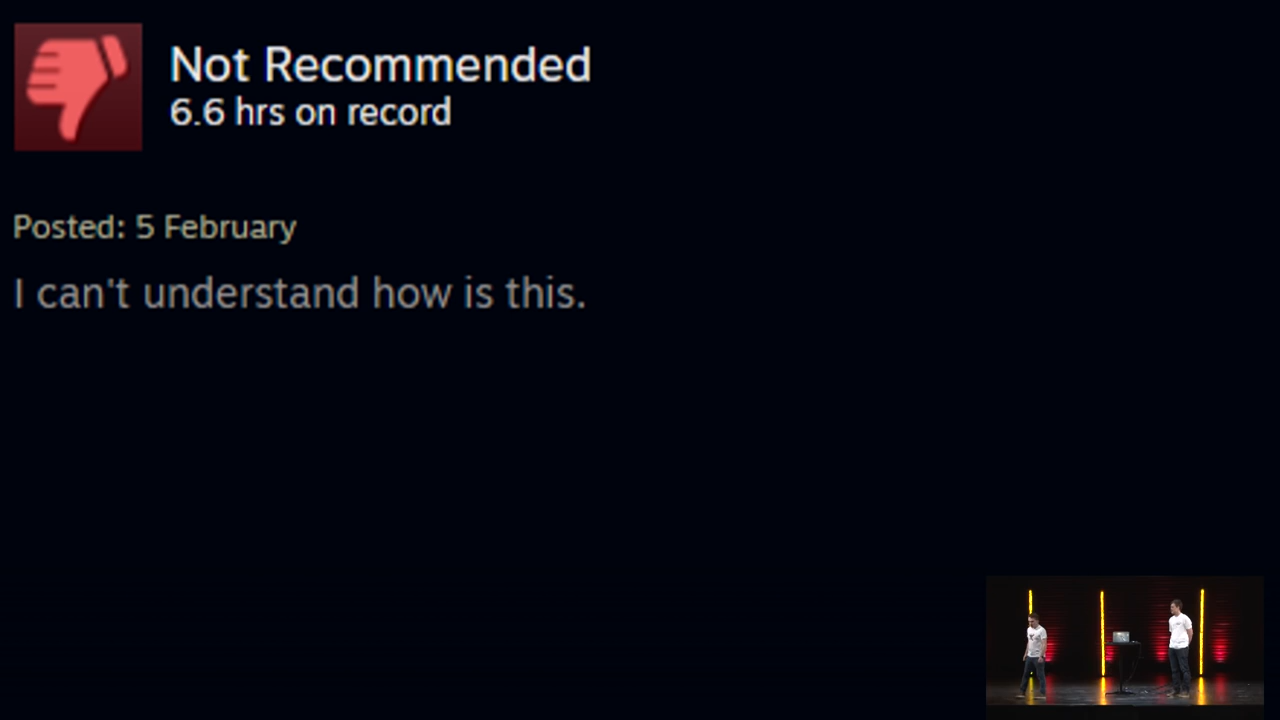 Not Recommended
6.6 hrs on record
Posted: 5 February
I can't understand how is this.